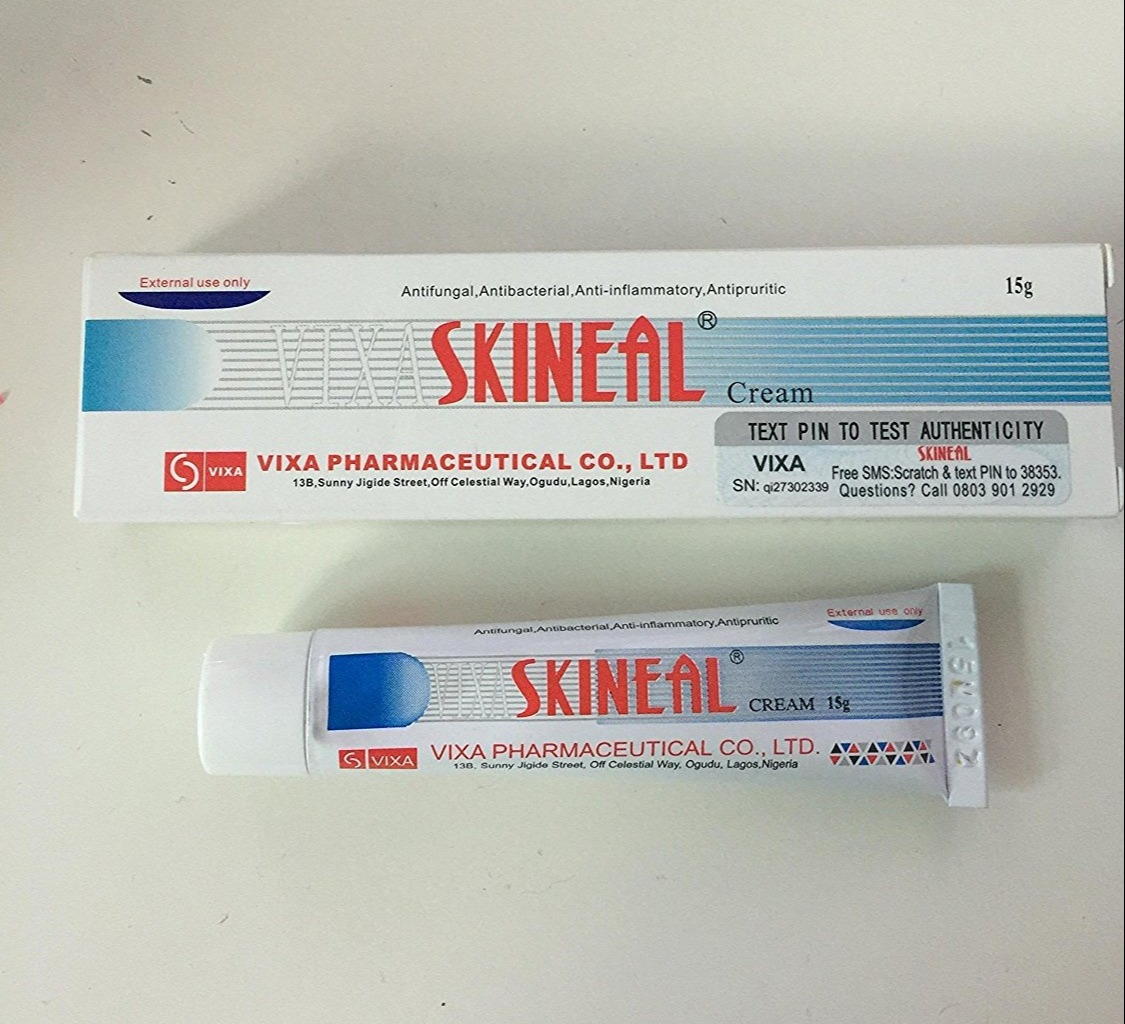 External use only
Antifungal,Antibacterial,Anti-inflammatory,Antipruritic
15g
VIXA SKINEAL® Cream
TEXT PIN TO TEST AUTHENTICITY
SKINEAL
VIXA
Free SMS:Scratch & text PIN to 38353.
SN: qi27302339
Questions? Call 0803 901 2929
VIXA
VIXA PHARMACEUTICAL CO., LTD
13B,Sunny Jigide Street,Off Celestial Way,Ogudu,Lagos,Nigeria
External use only
Antifungal,Antibacterial,Anti-inflammatory,Antipruritic
VIXA SKINEAL® CREAM 15g
VIXA
VIXA PHARMACEUTICAL CO., LTD.
13B, Sunny Jigide Street, Off Celestial Way, Ogudu, Lagos,Nigeria